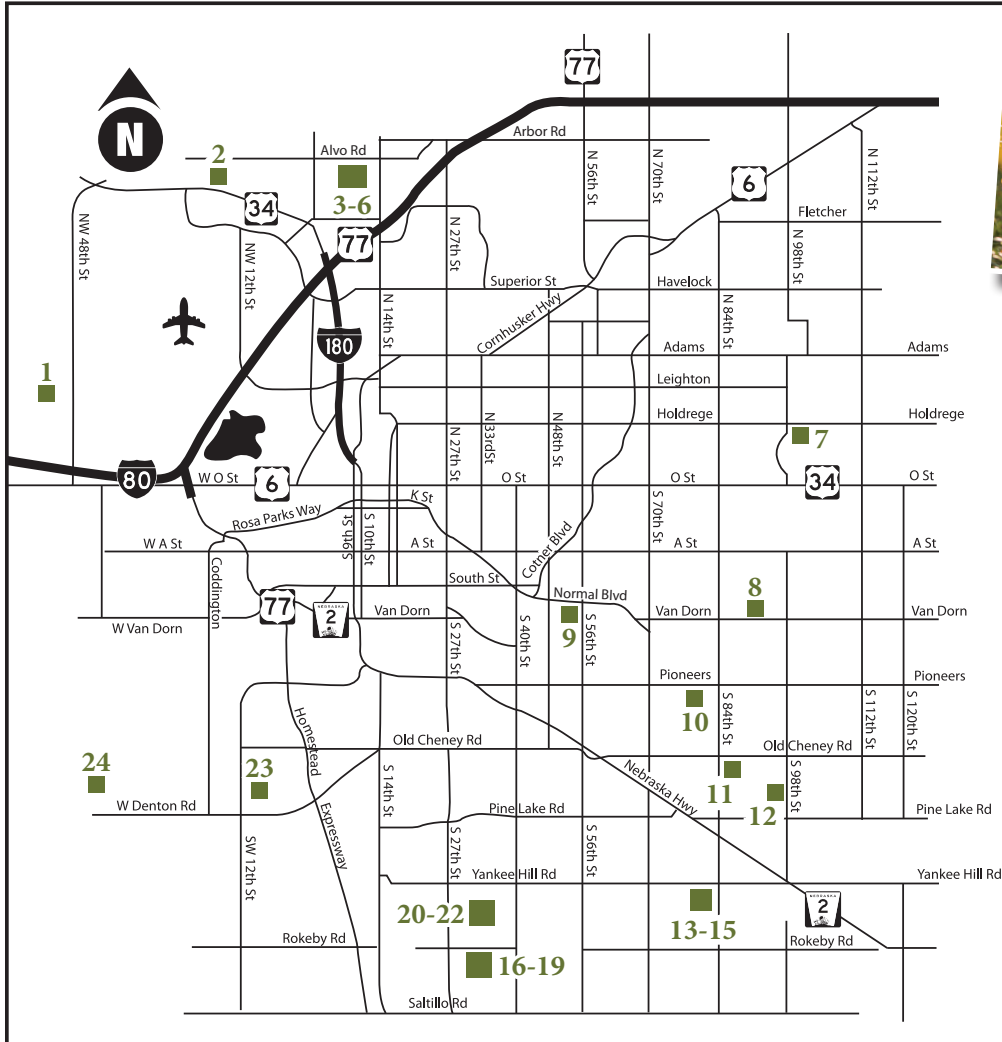 77
N
Arbor Rd
Alvo Rd
2
3-6
34
77
6
N 56th St
N 70th St
N 112th St
Fletcher
N 27th St
N 98th St
NW 48th St
NW 12th St
Superior St
Havelock
N 14th St
Cornhusker Hwy
N 84th St
180
Adams
Adams
1
Leighton
Holdrege
Holdrege
7
N 27th St
N 33rdSt
N 48th St
80
W O St
6
O St
O St
34
O St
K St
Rosa Parks Way
S 9th St
S 10th St
S 70th St
W A St
A St
A St
A St
Coddington
Cotner Blvd
South St
Normal Blvd
8
77
NEBRASKA
2
Van Dorn
Van Dorn
Van Dorn
W Van Dorn
9
S 27th St
S 40th St
S 56th St
Pioneers
Pioneers
10
S 84th St
S 112th St
S 120th St
Homestead
Expressway
Old Cheney Rd
Old Cheney Rd
24
23
S 14th St
Nebraska Hwy
11
12
S 98th St
W Denton Rd
Pine Lake Rd
Pine Lake Rd
SW 12th St
S 27th St
S 56th St
Yankee Hill Rd
Yankee Hill Rd
20-22
13-15
NEBRASKA
2
Rokeby Rd
Rokeby Rd
16-19
Saltillo Rd